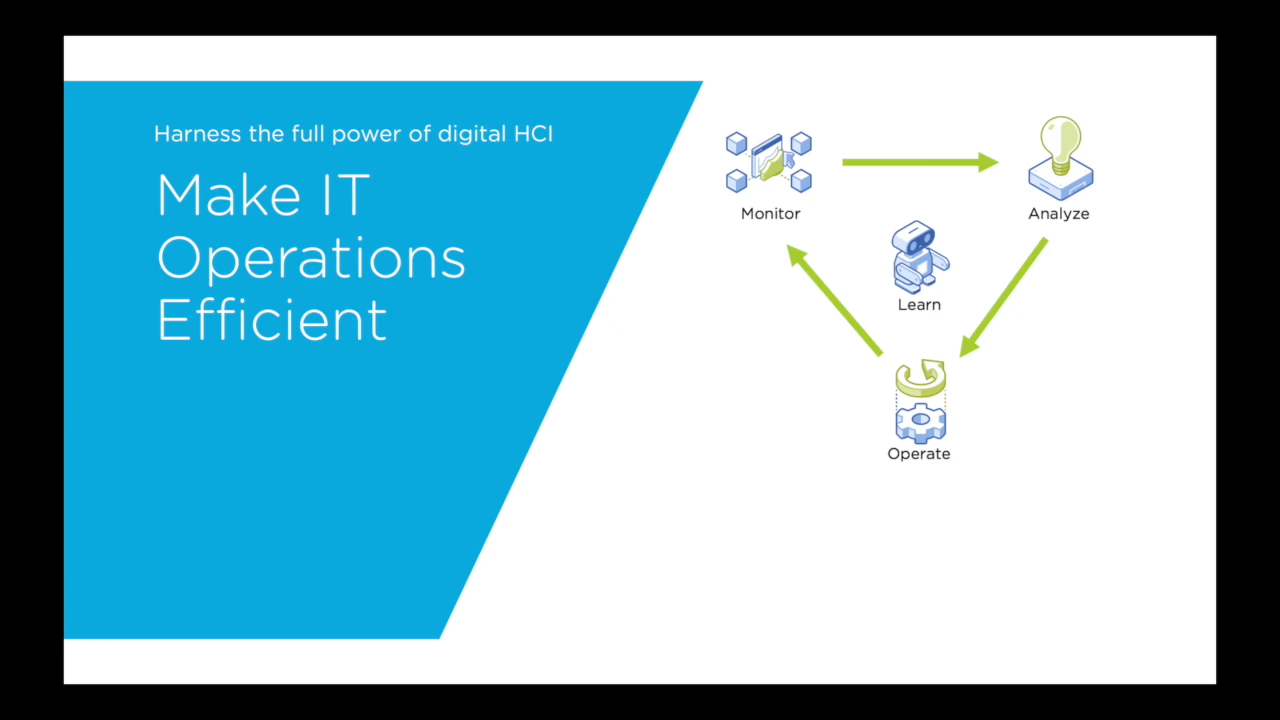 Harness the full power of digital HCI
Make IT
Operations
Efficient
Monitor
Analyze
Learn
Operate